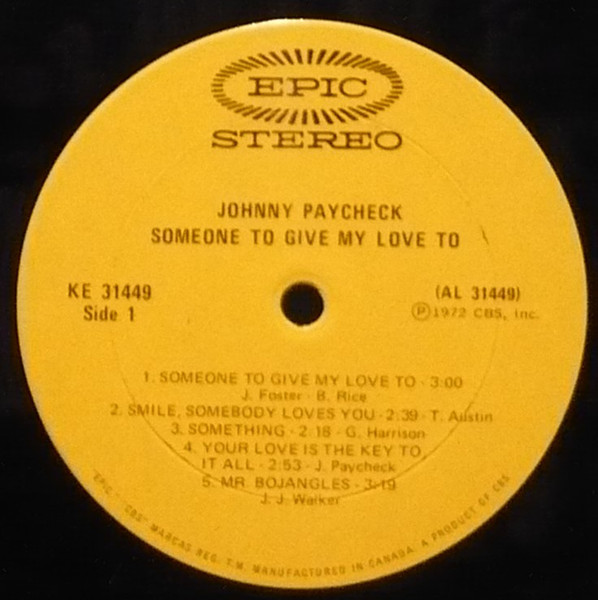 EPIC
STEREO
JOHNNY PAYCHECK
SOMEONE TO GIVE MY LOVE TO
KE 31449
Side 1
(AL 31449)
Ⓟ1972 CBS, Inc.
1. SOMEONE TO GIVE MY LOVE TO - 3:00
J. Foster - B. Rice
2. SMILE, SOMEBODY LOVES YOU - 2:39 - T. Austin
3. SOMETHING - 2:18 - G. Harrison
4. YOUR LOVE IS THE KEY TO
IT ALL - 2:53 - J. Paycheck
5. MR. BOJANGLES - 3:19
J. J. Walker
"EPIC," "CBS" MARCAS REG. T.M. MANUFACTURED IN CANADA. A PRODUCT OF CBS